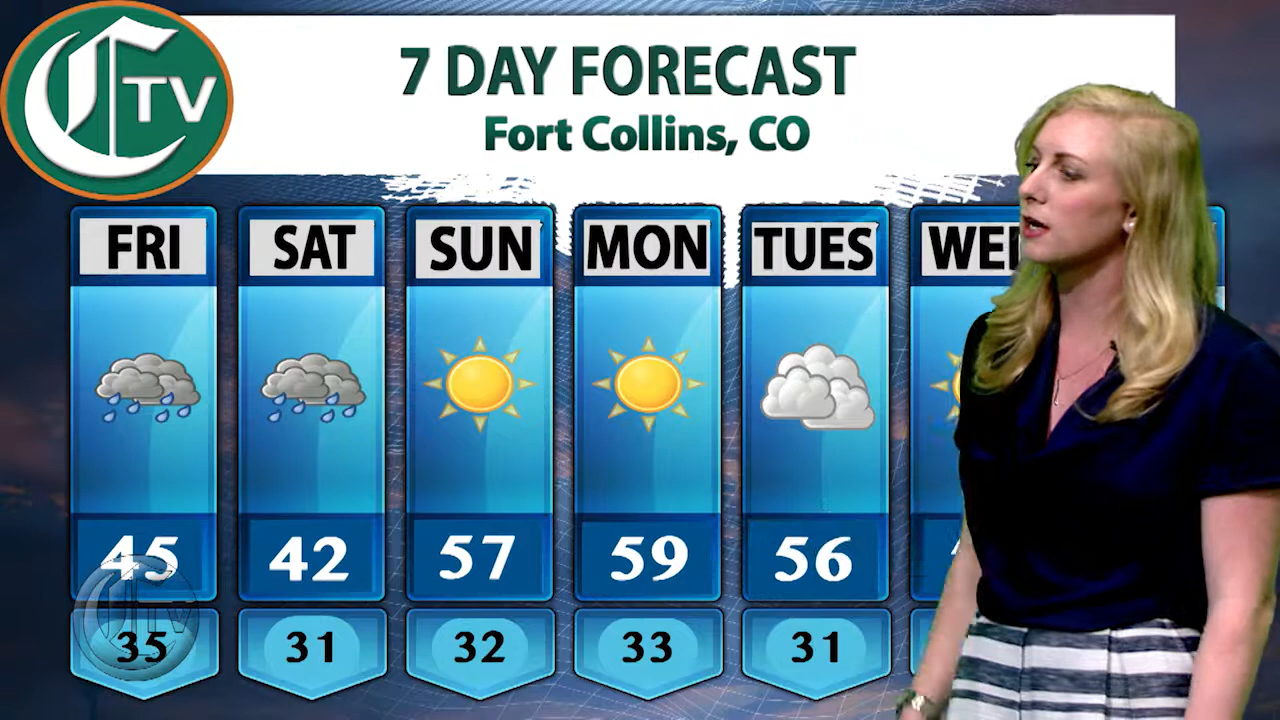 CTV
7 DAY FORECAST
Fort Collins, CO
FRI SAT SUN MON TUES
45 42 57 59 56
35 31 32 33 31
CTV